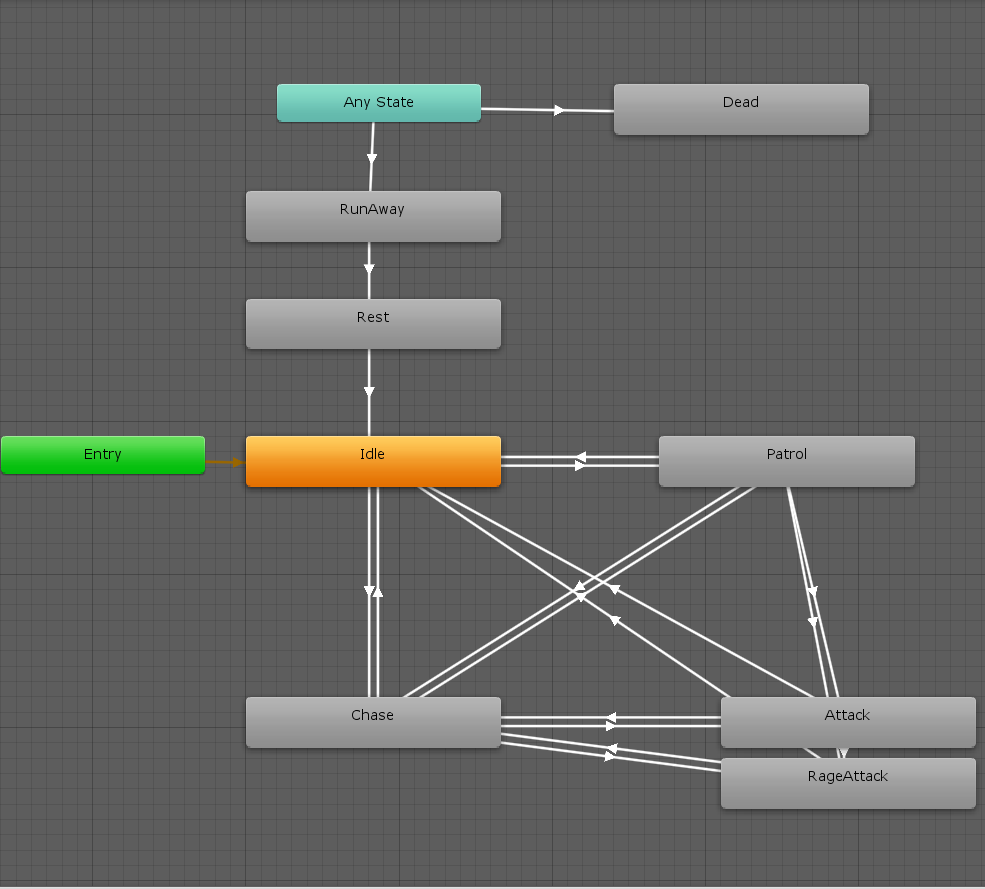 Any State
Dead
RunAway
Rest
Entry
Idle
Patrol
Chase
Attack
RageAttack